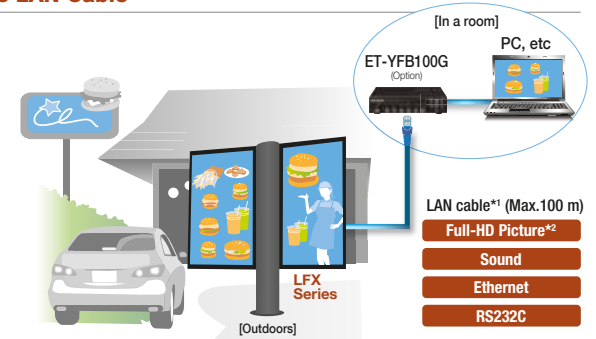 LAN Cable
[In a room]
PC, etc
ET-YFB100G
(Option)
LAN cable*1 (Max.100 m)
Full-HD Picture*2
Sound
Ethernet
RS232C
LFX
Series
[Outdoors]